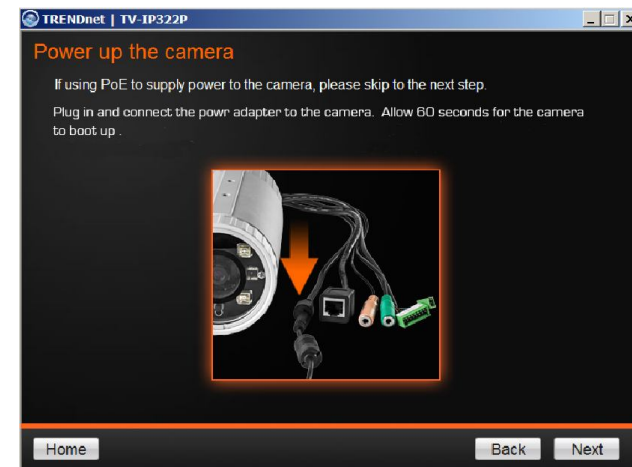 TRENDnet | TV-IP322P
Power up the camera
If using PoE to supply power to the camera, please skip to the next step.
Plug in and connect the powr adapter to the camera. Allow 60 seconds for the camera
to boot up .
Home
Back
Next